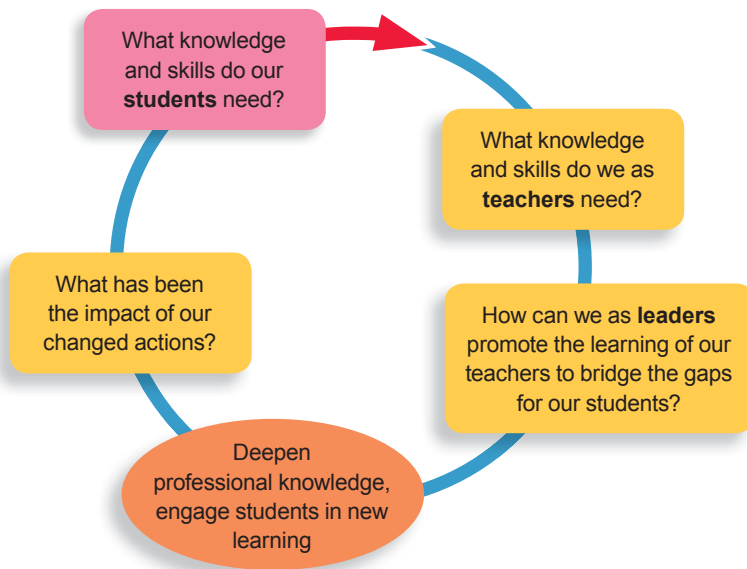 What knowledge
and skills do our
students need?
What knowledge
and skills do we as
teachers need?
How can we as leaders
promote the learning of our
teachers to bridge the gaps
for our students?
Deepen
professional knowledge,
engage students in new
learning
What has been
the impact of our
changed actions?